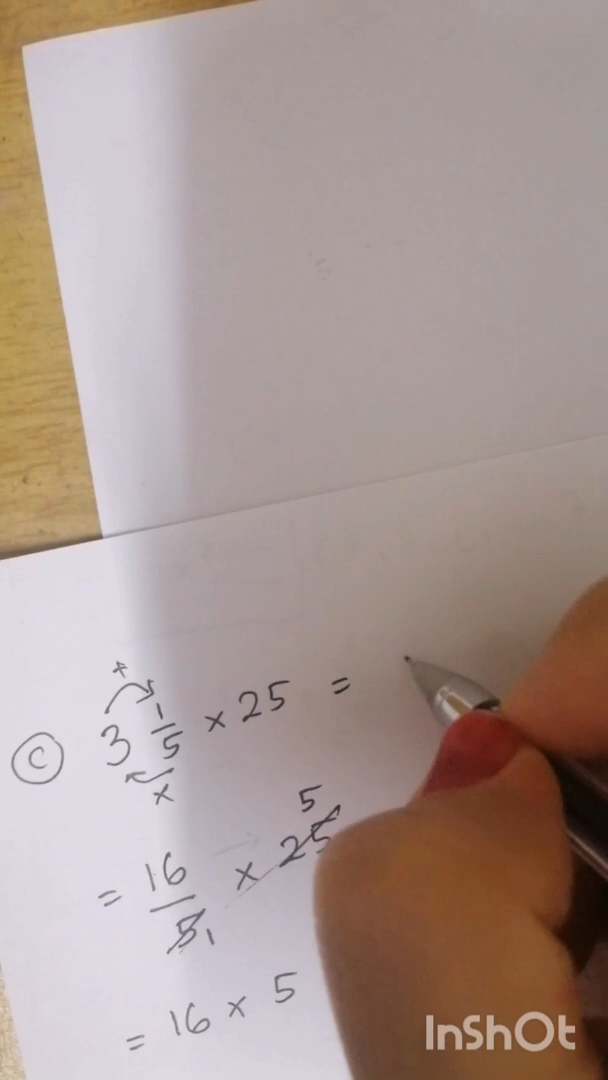 +
(c) 3 1/5 × 25 =
×
5
= 16/5 × 25
1
= 16 × 5
InShOt